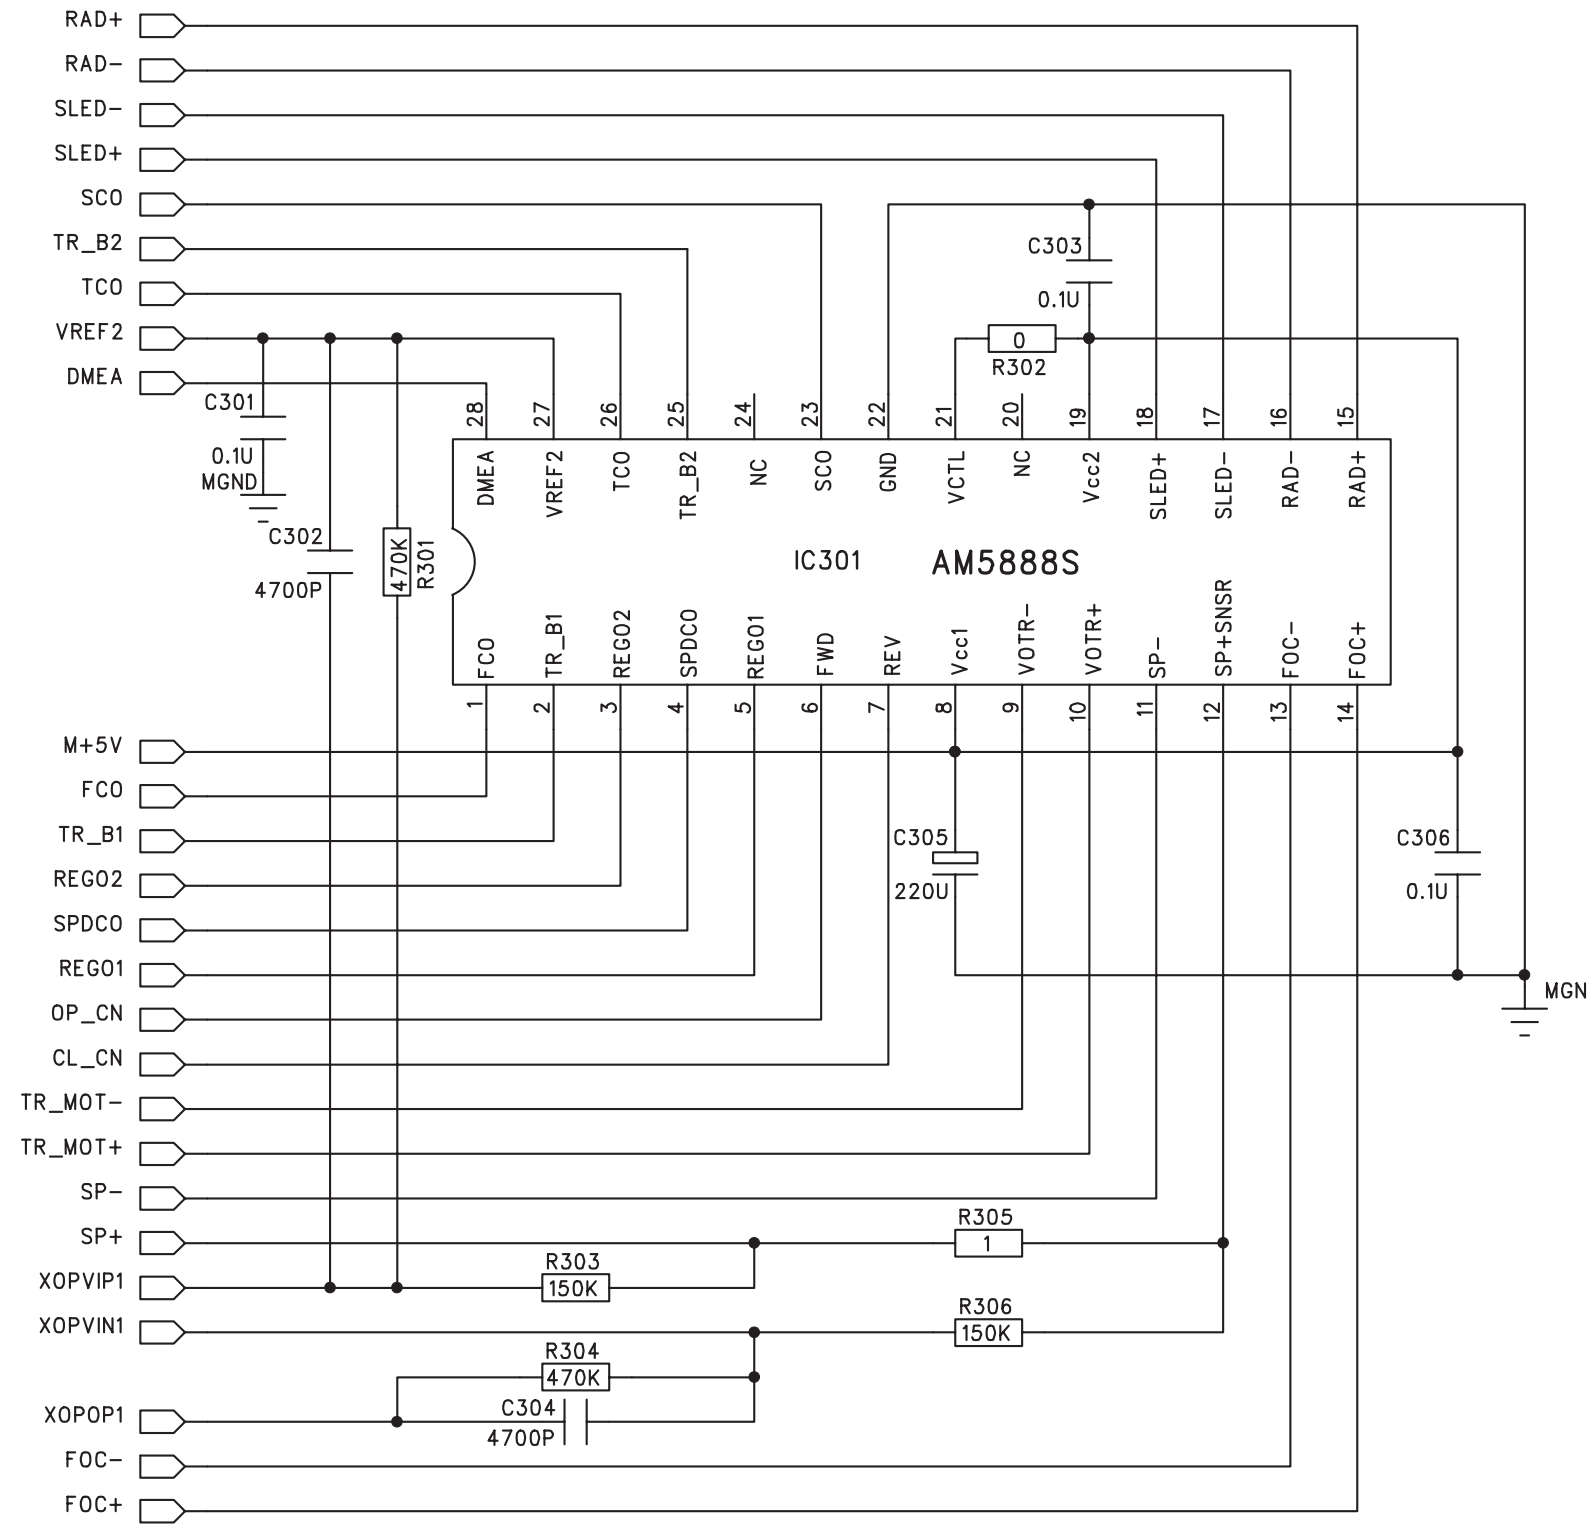 RAD+
RAD-
SLED-
SLED+
SCO
TR_B2
TCO
VREF2
DMEA
C301
0.1U
MGND
C302
4700P
470K
R301
C303
0.1U
0
R302
28
27
26
25
24
23
22
21
20
19
18
17
16
15
DMEA
VREF2
TCO
TR_B2
NC
SCO
GND
VCTL
NC
Vcc2
SLED+
SLED-
RAD-
RAD+
IC301
AM5888S
FCO
TR_B1
REGO2
SPDCO
REGO1
FWD
REV
Vcc1
VOTR-
VOTR+
SP-
SP+SNSR
FOC-
FOC+
1
2
3
4
5
6
7
8
9
10
11
12
13
14
M+5V
FCO
TR_B1
REGO2
SPDCO
REGO1
OP_CN
CL_CN
TR_MOT-
TR_MOT+
SP-
SP+
XOPVIP1
XOPVIN1
XOPOP1
FOC-
FOC+
C305
220U
C306
0.1U
MGN
R305
1
R303
150K
R306
150K
R304
470K
C304
4700P